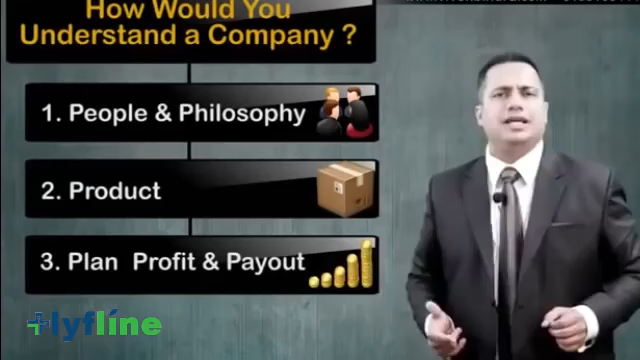 How Would You
Understand a Company ?
1. People & Philosophy
2. Product
3. Plan Profit & Payout
lyfline